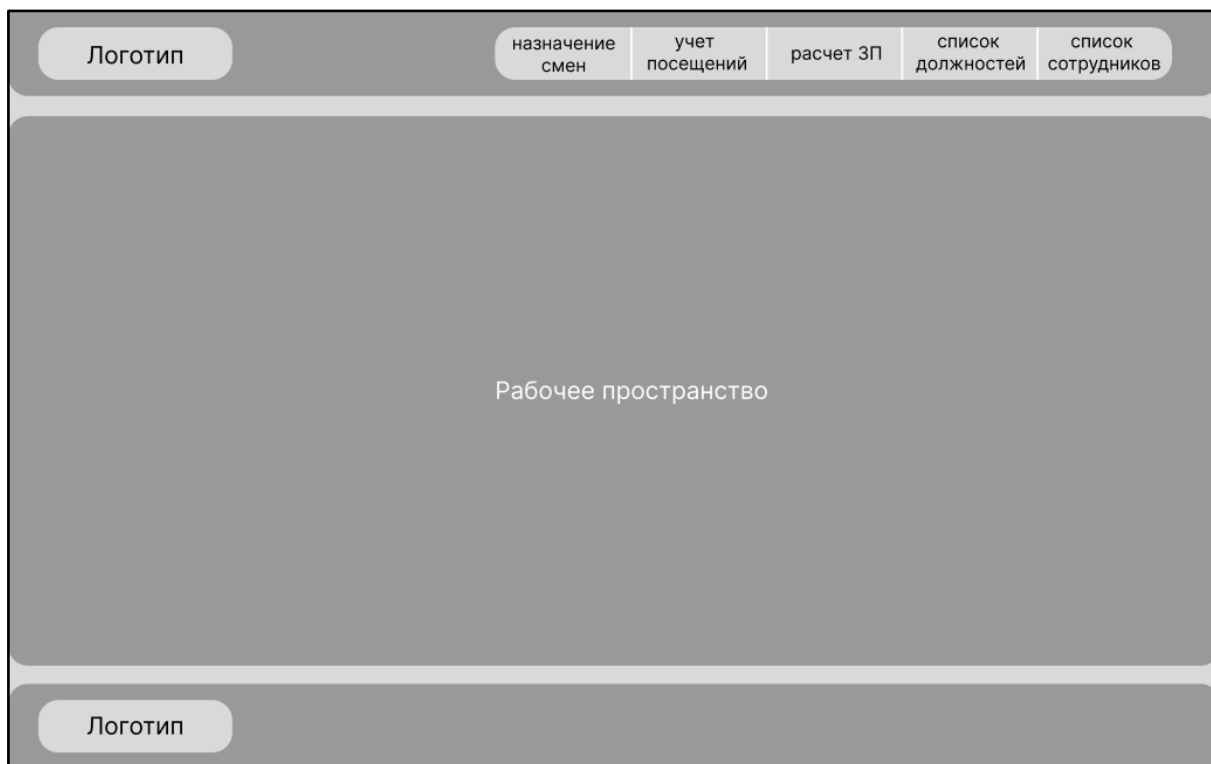 Логотип
назначение
смен
учет
посещений
расчет ЗП
список
должностей
список
сотрудников
Рабочее пространство
Логотип